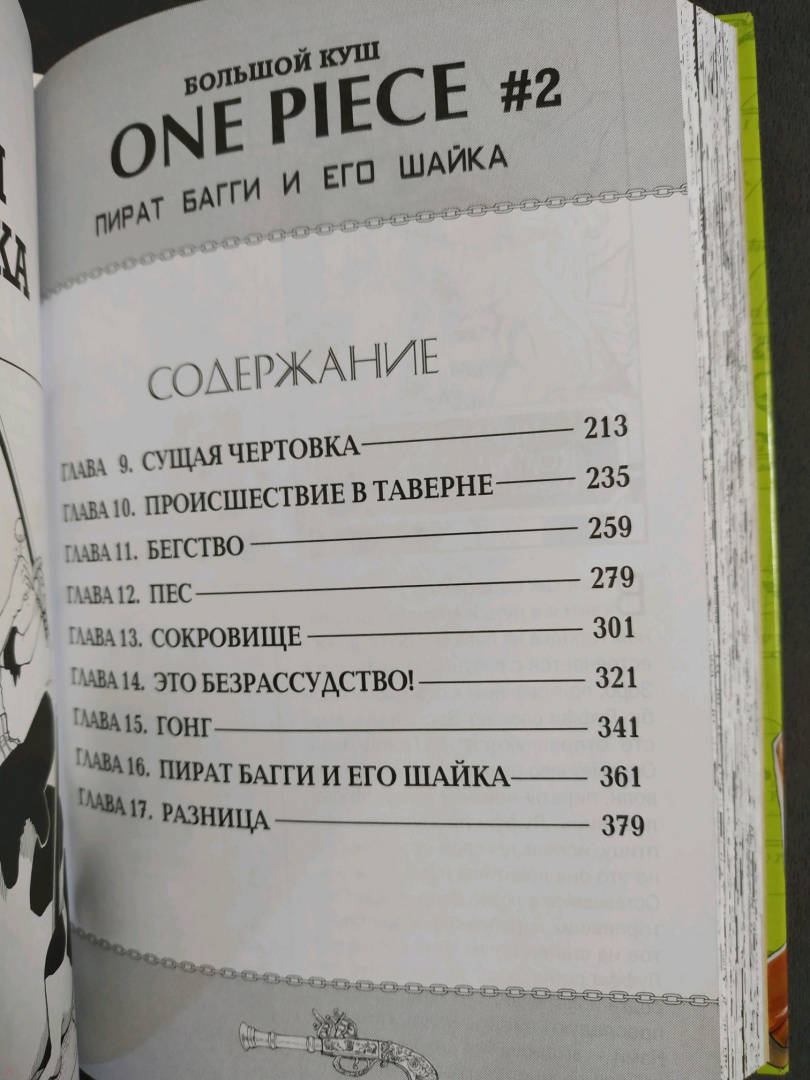 БОЛЬШОЙ КУШ
ONE PIECE #2
ПИРАТ БАГГИ И ЕГО ШАЙКА
СОДЕРЖАНИЕ
ГЛАВА 9. СУЩАЯ ЧЕРТОВКА 213
ГЛАВА 10. ПРОИСШЕСТВИЕ В ТАВЕРНЕ 235
ГЛАВА 11. БЕГСТВО 259
ГЛАВА 12. ПЕС 279
ГЛАВА 13. СОКРОВИЩЕ 301
ГЛАВА 14. ЭТО БЕЗРАССУДСТВО! 321
ГЛАВА 15. ГОНГ 341
ГЛАВА 16. ПИРАТ БАГГИ И ЕГО ШАЙКА 361
ГЛАВА 17. РАЗНИЦА 379